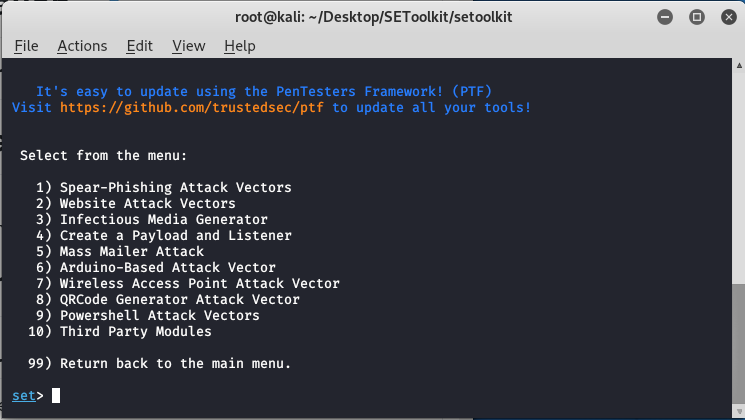 root@kali: ~/Desktop/SEToolkit/setoolkit
File Actions Edit View Help
It's easy to update using the PenTesters Framework! (PTF)
Visit https://github.com/trustedsec/ptf to update all your tools!
Select from the menu:
1) Spear-Phishing Attack Vectors
2) Website Attack Vectors
3) Infectious Media Generator
4) Create a Payload and Listener
5) Mass Mailer Attack
6) Arduino-Based Attack Vector
7) Wireless Access Point Attack Vector
8) QRCode Generator Attack Vector
9) Powershell Attack Vectors
10) Third Party Modules
99) Return back to the main menu.
set>